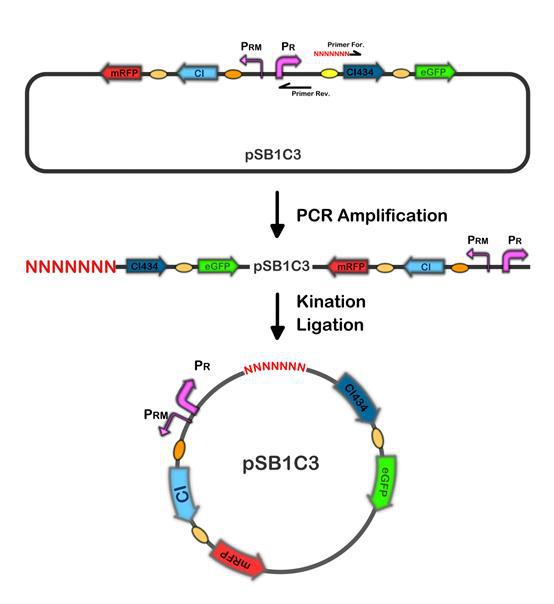 Primer For.
PRM
PR
NNNNNNN
mRFP
CI
CI434
eGFP
Primer Rev.
pSB1C3
PCR Amplification
PRM
PR
NNNNNNN
CI434
eGFP
pSB1C3
mRFP
CI
Kination
Ligation
NNNNNNN
PR
PRM
CI434
pSB1C3
eGFP
CI
mRFP